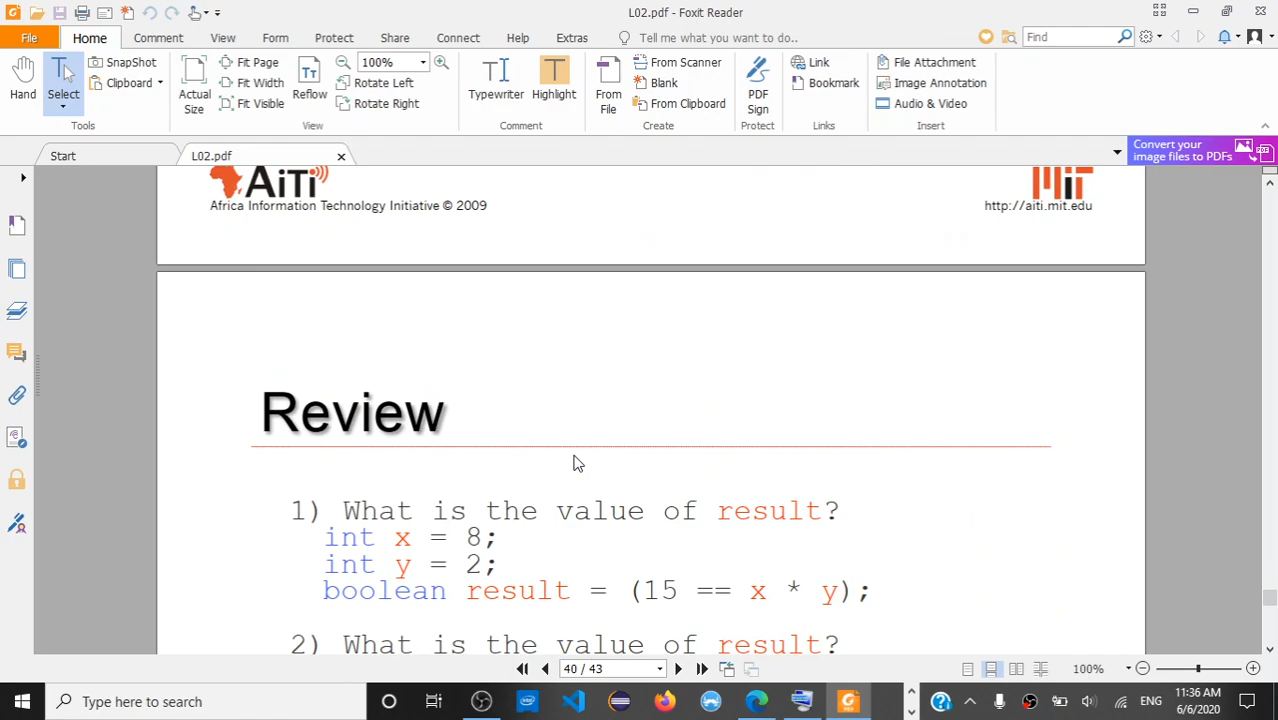 L02.pdf - Foxit Reader
File Home Comment View Form Protect Share Connect Help Extras Tell me what you want to do.. Find
Hand
Select
SnapShot
Clipboard
Tools
Actual
Size
Fit Page
Fit Width
Fit Visible
Reflow
100%
Rotate Left
Rotate Right
View
Typewriter
Highlight
Comment
From
File
From Scanner
Blank
From Clipboard
Create
PDF
Sign
Protect
Link
Bookmark
Links
File Attachment
Image Annotation
Audio & Video
Insert
Start
L02.pdf
Convert your
image files to PDFs
AiTi
Africa Information Technology Initiative © 2009
MIT
http://aiti.mit.edu
Review
1) What is the value of result?
int x = 8;
int y = 2;
boolean result = (15 == x * y);
2) What is the value of result?
40 / 43
100%
Type here to search
ENG
11:36 AM
6/6/2020